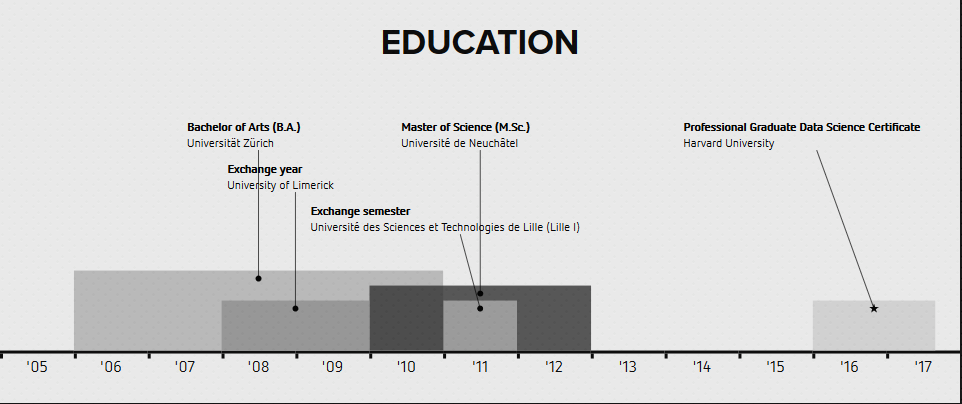 EDUCATION
Bachelor of Arts (B.A.)
Universität Zürich
Master of Science (M.Sc.)
Université de Neuchâtel
Professional Graduate Data Science Certificate
Harvard University
Exchange year
University of Limerick
Exchange semester
Université des Sciences et Technologies de Lille (Lille I)
'05 '06 '07 '08 '09 '10 '11 '12 '13 '14 '15 '16 '17